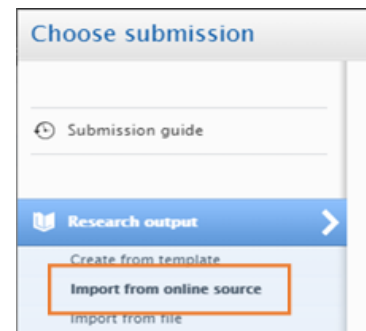 Choose submission
Submission guide
Research output
Create from template
Import from online source
Import from file